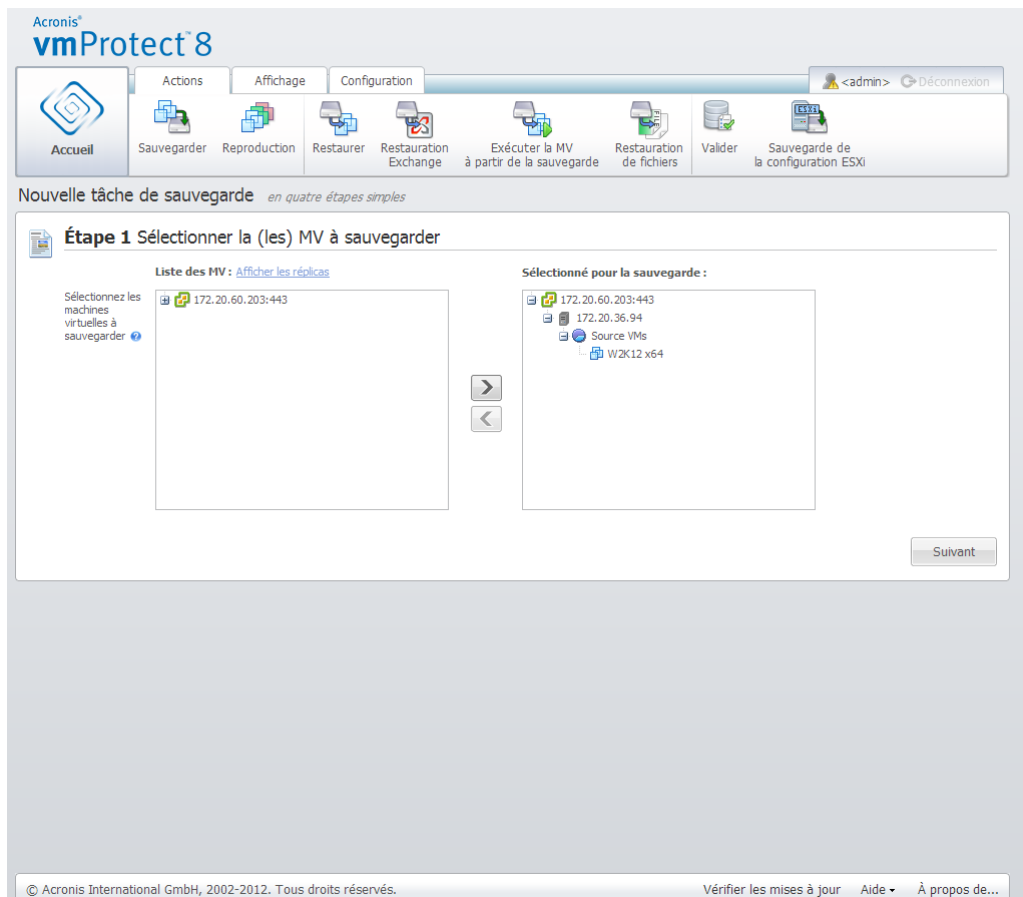 Acronis®
vmProtect™8
Actions
Affichage
Configuration
<admin>
Déconnexion
Accueil
Sauvegarder
Reproduction
Restaurer
Restauration
Exchange
Exécuter la MV
à partir de la sauvegarde
Restauration
de fichiers
Valider
Sauvegarde de
la configuration ESXi
ESXi
Nouvelle tâche de sauvegarde en quatre étapes simples
Étape 1 Sélectionner la (les) MV à sauvegarder
Liste des MV : Afficher les réplicas
Sélectionné pour la sauvegarde :
Sélectionnez les
machines
virtuelles à
sauvegarder
172.20.60.203:443
172.20.60.203:443
172.20.36.94
Source VMs
W2K12 x64
Suivant
© Acronis International GmbH, 2002-2012. Tous droits réservés.
Vérifier les mises à jour
Aide
À propos de...